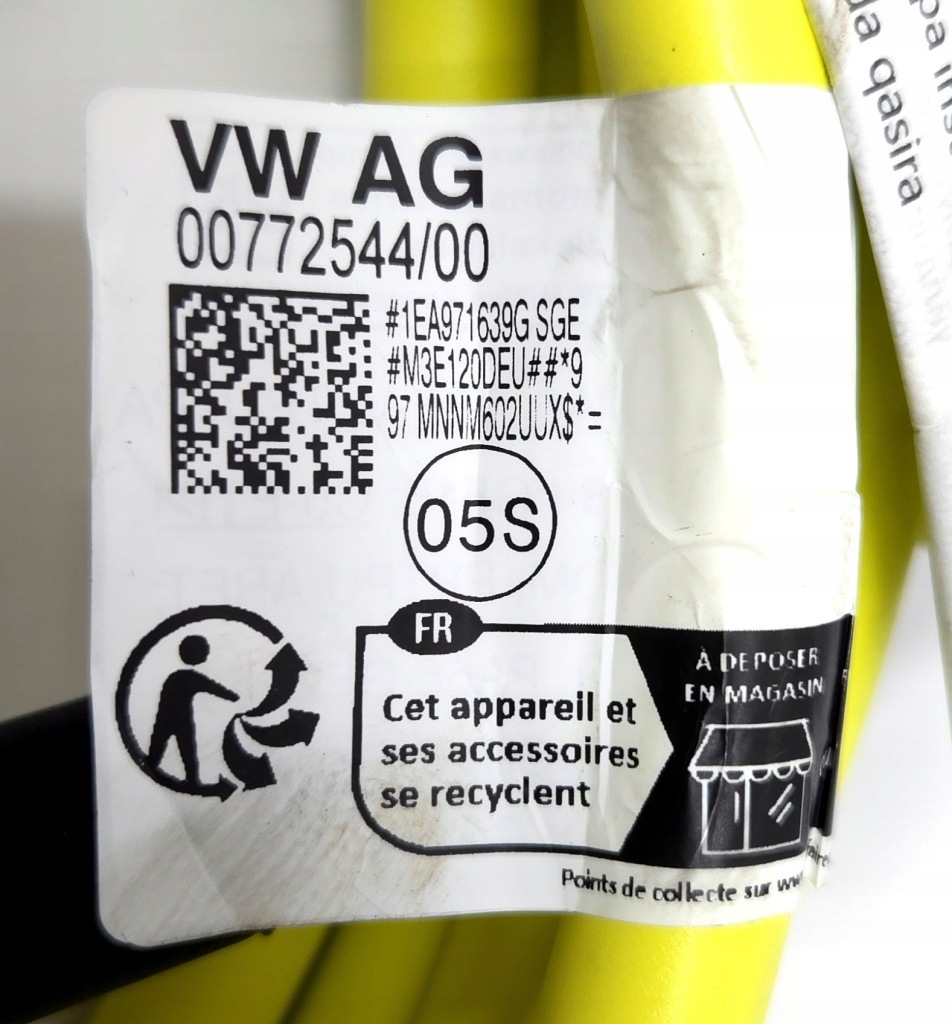 VW AG
00772544/00
#1EA971639G SGE
#M3E120DEU##*9
97 MNNM602UUX$*=
05S
FR
Cet appareil et
ses accessoires
se recyclent
À DEPOSER
EN MAGASIN
Points de collecte sur
qasira